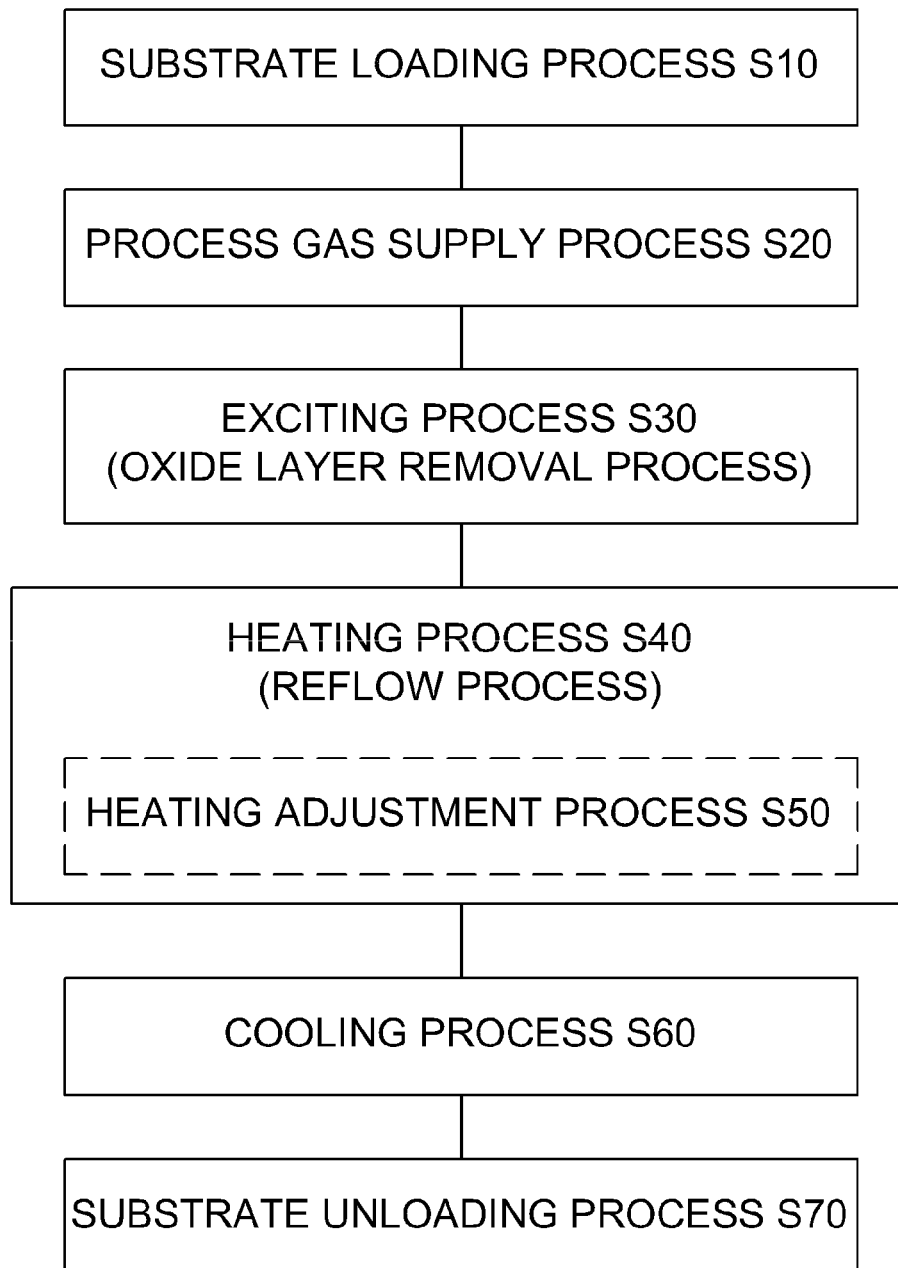 SUBSTRATE LOADING PROCESS S10
PROCESS GAS SUPPLY PROCESS S20
EXCITING PROCESS S30
(OXIDE LAYER REMOVAL PROCESS)
HEATING PROCESS S40
(REFLOW PROCESS)
HEATING ADJUSTMENT PROCESS S50
COOLING PROCESS S60
SUBSTRATE UNLOADING PROCESS S70